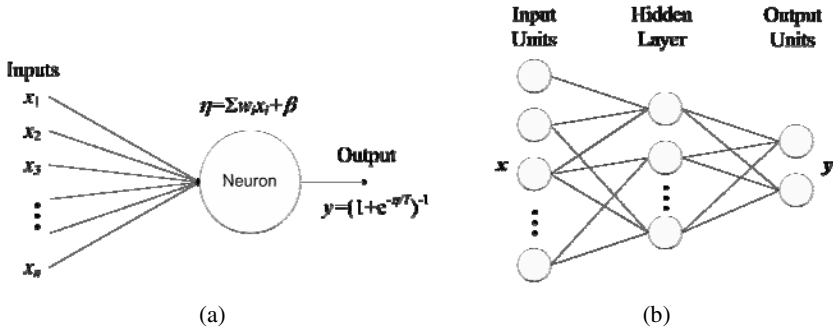 Inputs
x1
x2
x3
xn
η=Σwixi+β
Neuron
Output
y=(1+e^-η/T)^-1
(a)
Input
Units
Hidden
Layer
Output
Units
x
y
(b)